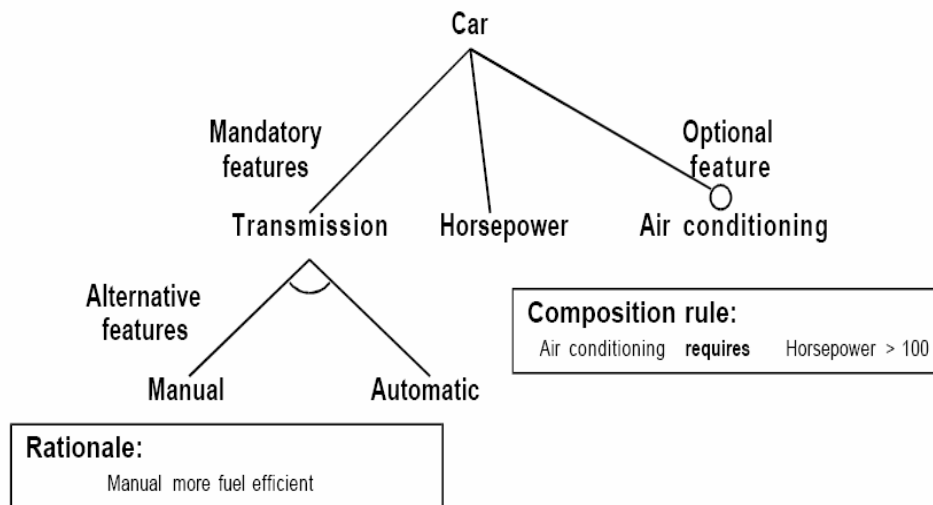 Car
Mandatory
features
Optional
feature
Transmission
Horsepower
Air conditioning
Alternative
features
Manual
Automatic
Composition rule:
Air conditioning requires Horsepower > 100
Rationale:
Manual more fuel efficient